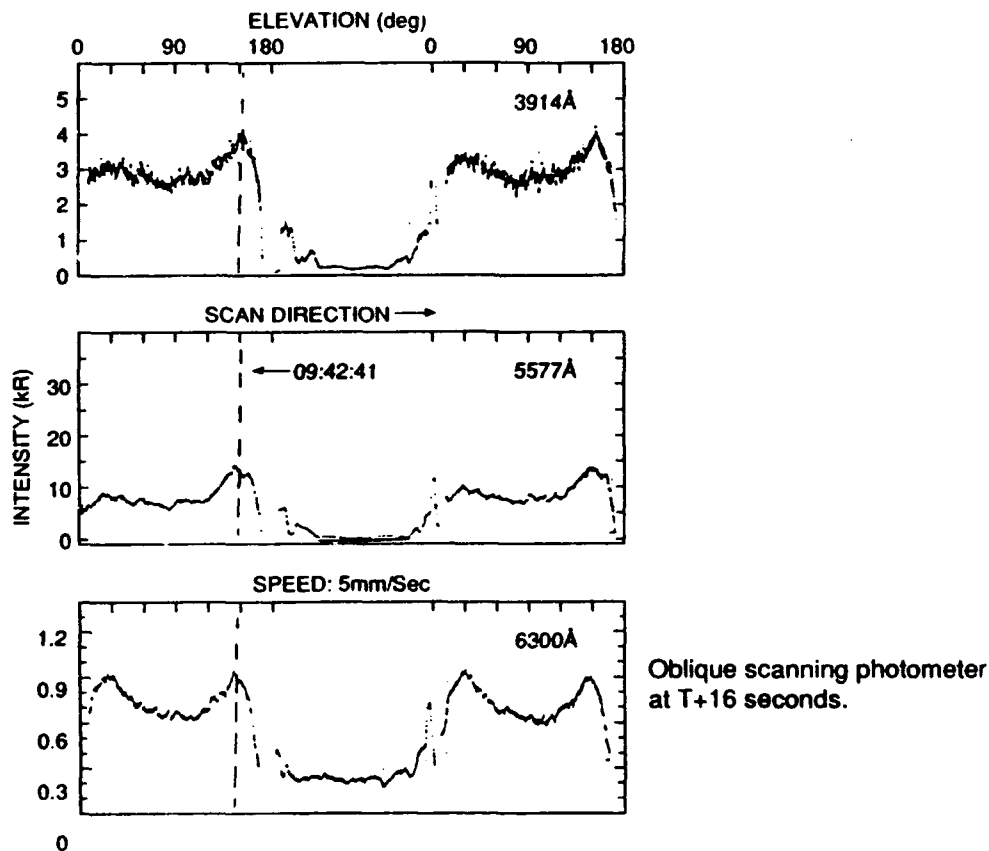 ELEVATION (deg)
0 90 180 0 90 180
3914Å
5
4
3
2
1
0
SCAN DIRECTION →
← 09:42:41
5577Å
INTENSITY (kR)
30
20
10
0
SPEED: 5mm/Sec
6300Å
1.2
0.9
0.6
0.3
0
Oblique scanning photometer
at T+16 seconds.